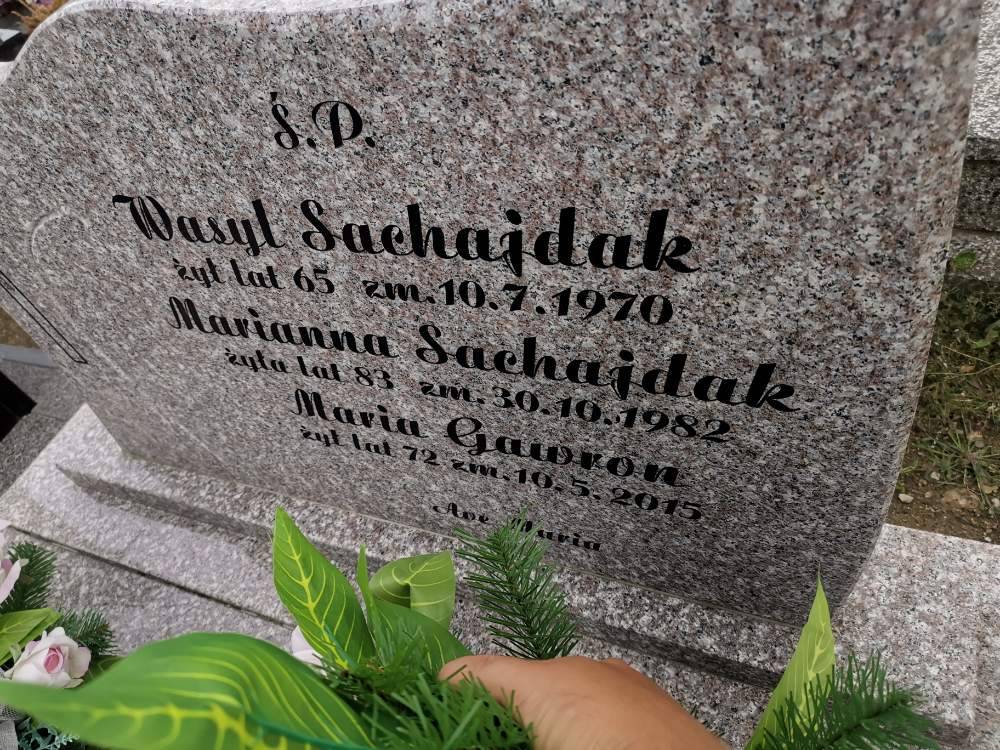 Ś.P.
Wasyl Sachajdak
żył lat 65 zm.10.7.1970
Marianna Sachajdak
żyła lat 83 zm.30.10.1982
Maria Gawron
żył lat 72 zm.10.5.2015
Ave Maria